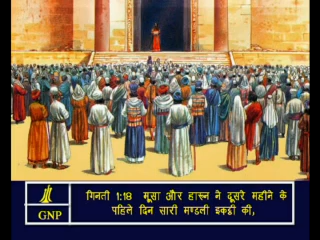 गिनती 1:18 मूसा और हारून ने दूसरे महीने के
पहिले दिन सारी मण्डली इकट्ठी की,
GNP